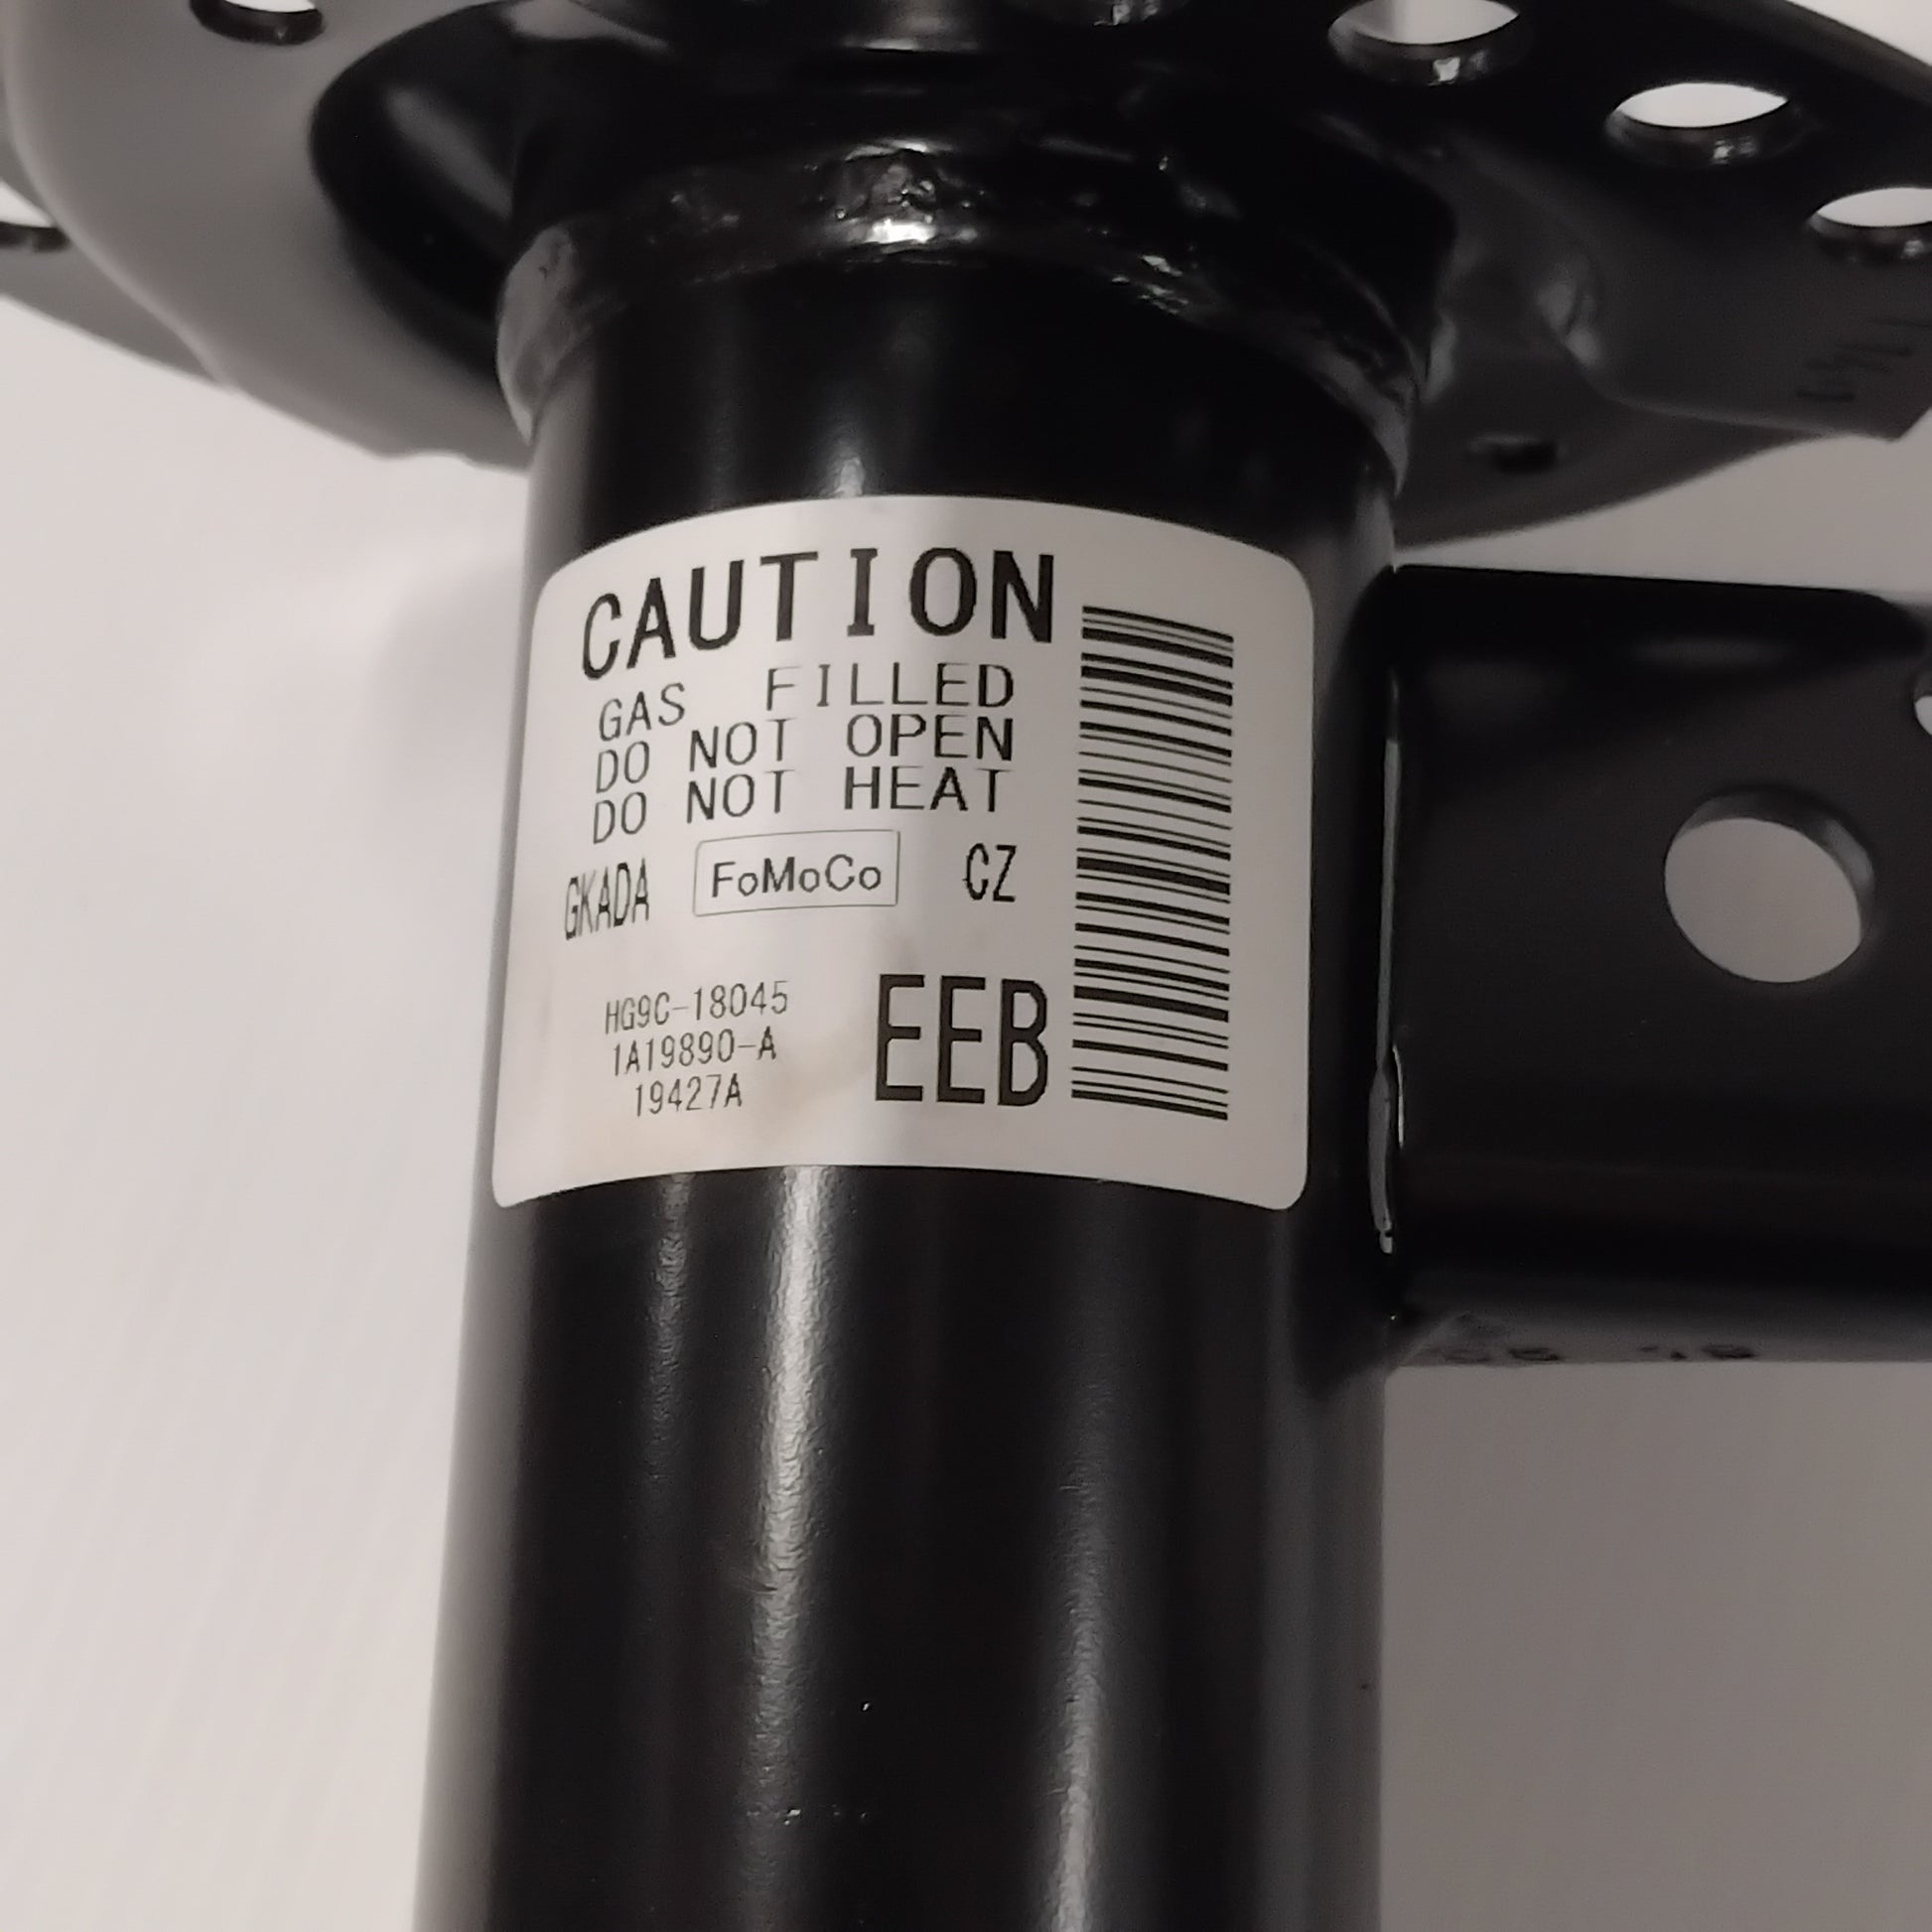 CAUTION
GAS FILLED
DO NOT OPEN
DO NOT HEAT
GKADA FoMoCo CZ
HG9C-18045
1A19890-A
19427A
EEB